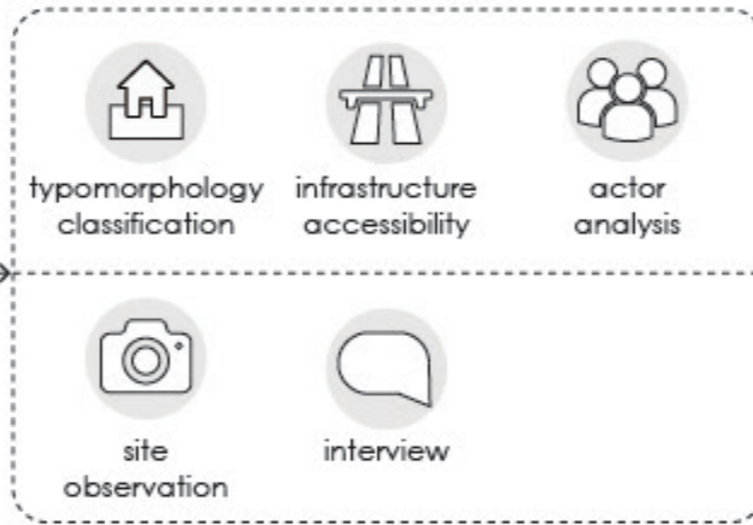 typomorphology
classification
infrastructure
accessibility
actor
analysis
site
observation
interview